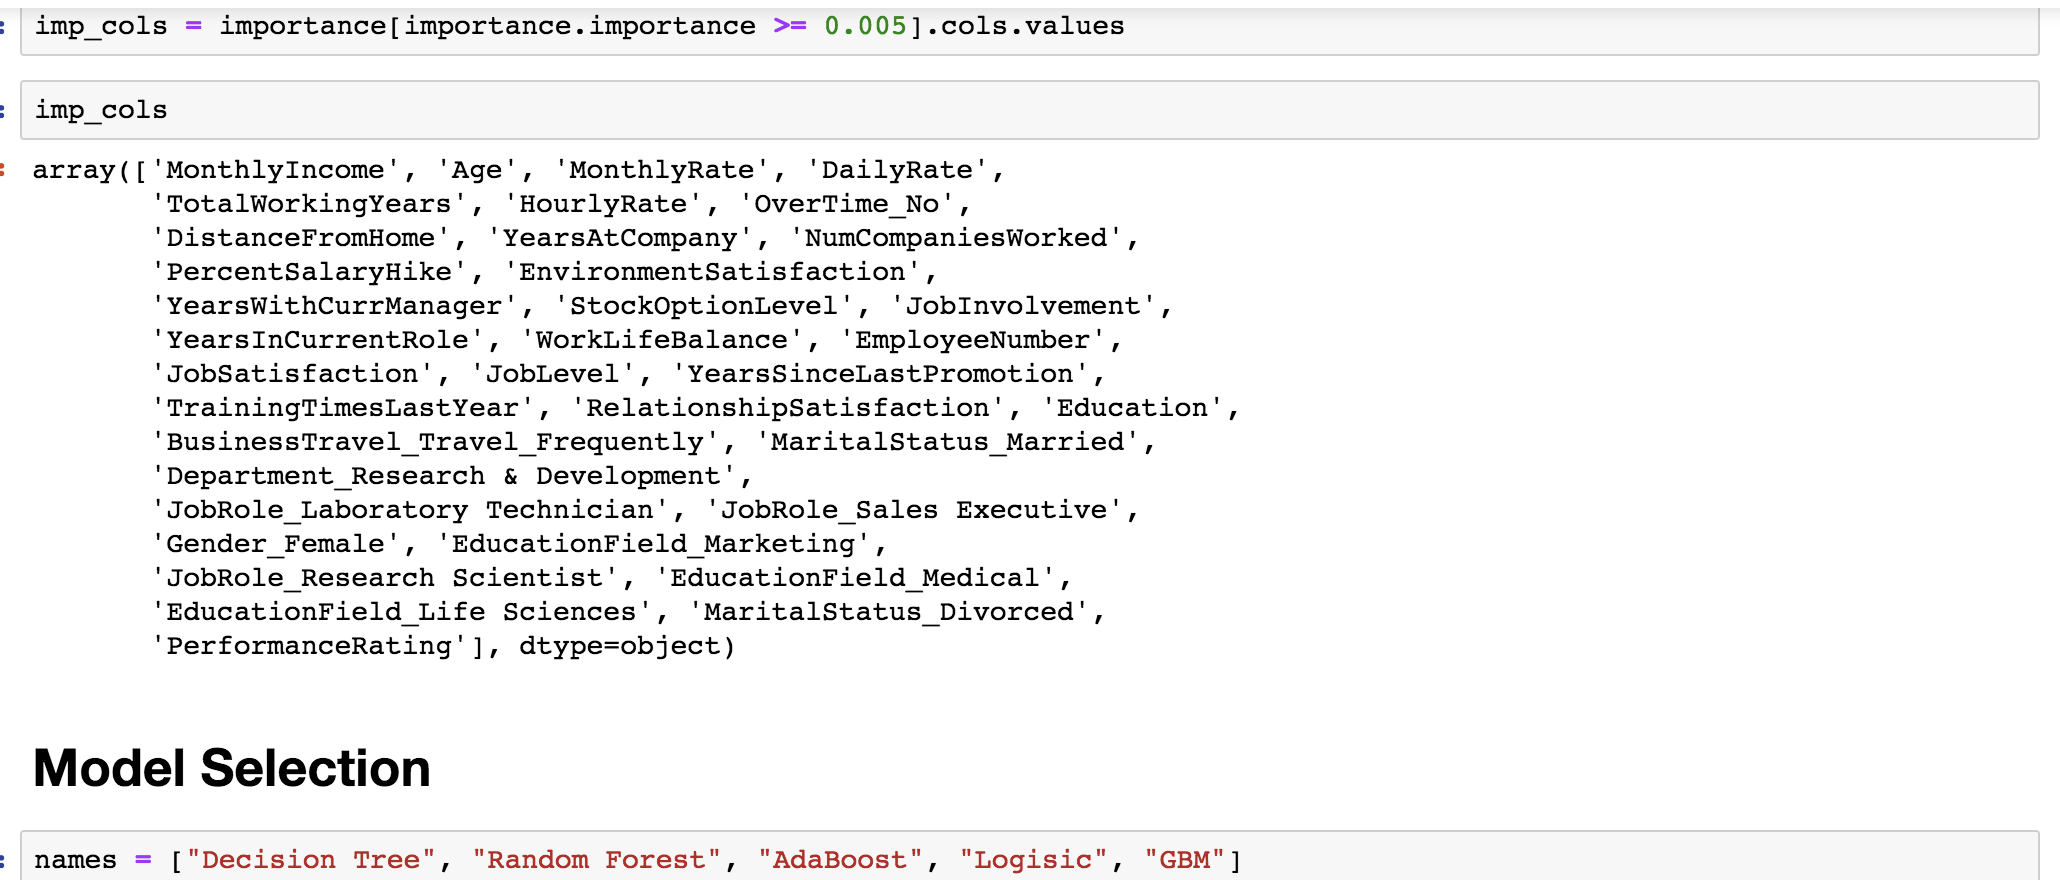 imp_cols = importance[importance.importance >= 0.005].cols.values
imp_cols
array(['MonthlyIncome', 'Age', 'MonthlyRate', 'DailyRate',
'TotalWorkingYears', 'HourlyRate', 'OverTime_No',
'DistanceFromHome', 'YearsAtCompany', 'NumCompaniesWorked',
'PercentSalaryHike', 'EnvironmentSatisfaction',
'YearsWithCurrManager', 'StockOptionLevel', 'JobInvolvement',
'YearsInCurrentRole', 'WorkLifeBalance', 'EmployeeNumber',
'JobSatisfaction', 'JobLevel', 'YearsSinceLastPromotion',
'TrainingTimesLastYear', 'RelationshipSatisfaction', 'Education',
'BusinessTravel_Travel_Frequently', 'MaritalStatus_Married',
'Department_Research & Development',
'JobRole_Laboratory Technician', 'JobRole_Sales Executive',
'Gender_Female', 'EducationField_Marketing',
'JobRole_Research Scientist', 'EducationField_Medical',
'EducationField_Life Sciences', 'MaritalStatus_Divorced',
'PerformanceRating'], dtype=object)
Model Selection
names = ["Decision Tree", "Random Forest", "AdaBoost", "Logisic", "GBM"]